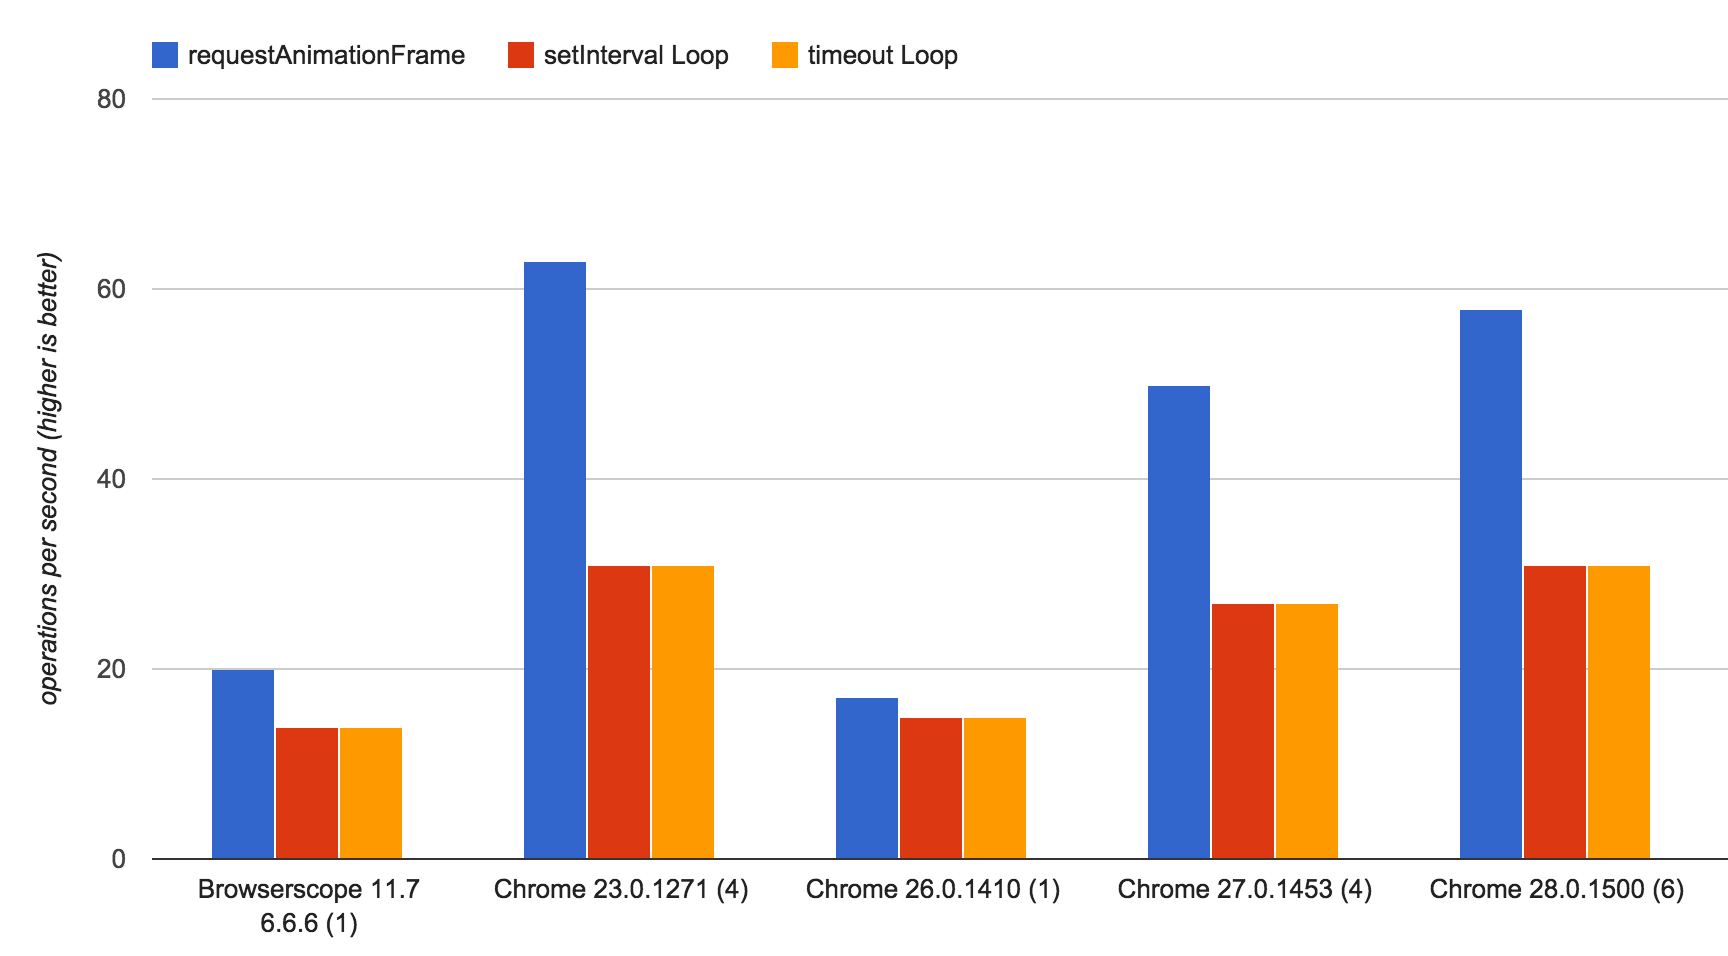 requestAnimationFrame setInterval Loop timeout Loop
80
60
40
20
0
operations per second (higher is better)
Browserscope 11.7 6.6.6 (1)
Chrome 23.0.1271 (4)
Chrome 26.0.1410 (1)
Chrome 27.0.1453 (4)
Chrome 28.0.1500 (6)